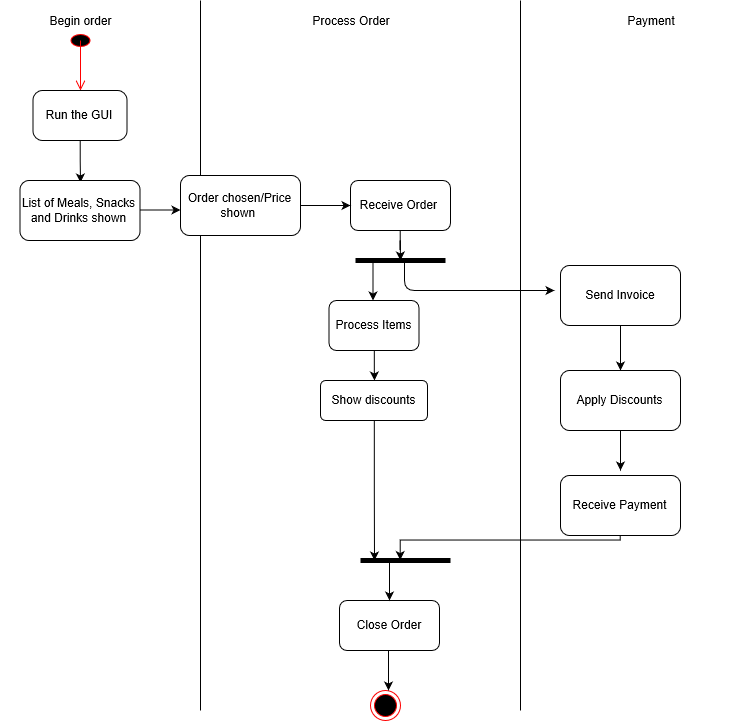 Begin order
Process Order
Payment
Run the GUI
List of Meals, Snacks
and Drinks shown
Order chosen/Price
shown
Receive Order
Send Invoice
Process Items
Show discounts
Apply Discounts
Receive Payment
Close Order